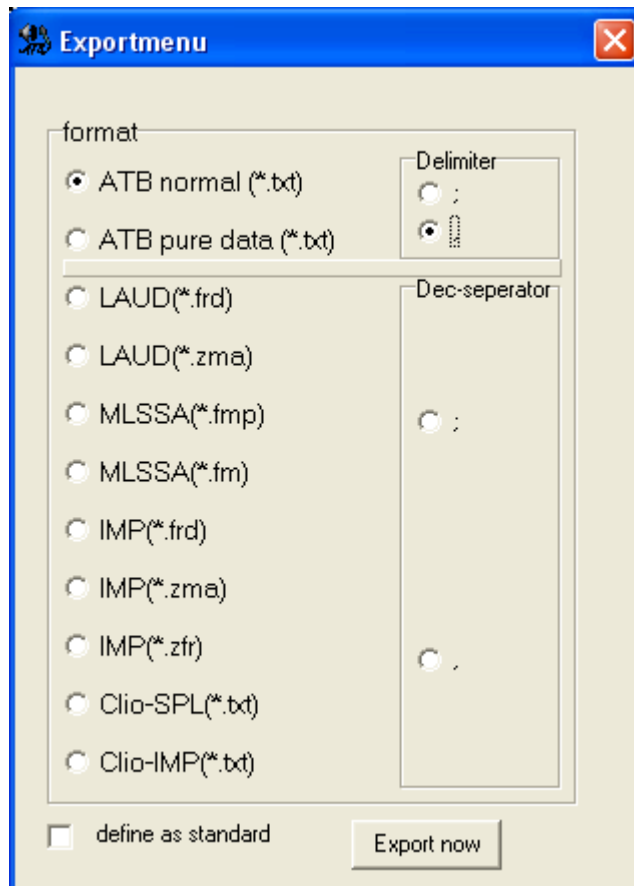 Exportmenu
format
ATB normal (*.txt)
ATB pure data (*.txt)
Delimiter
;
LAUD(*.frd)
LAUD(*.zma)
MLSSA(*.fmp)
MLSSA(*.fm)
IMP(*.frd)
IMP(*.zma)
IMP(*.zfr)
Clio-SPL(*.txt)
Clio-IMP(*.txt)
Dec-seperator
;
,
define as standard
Export now